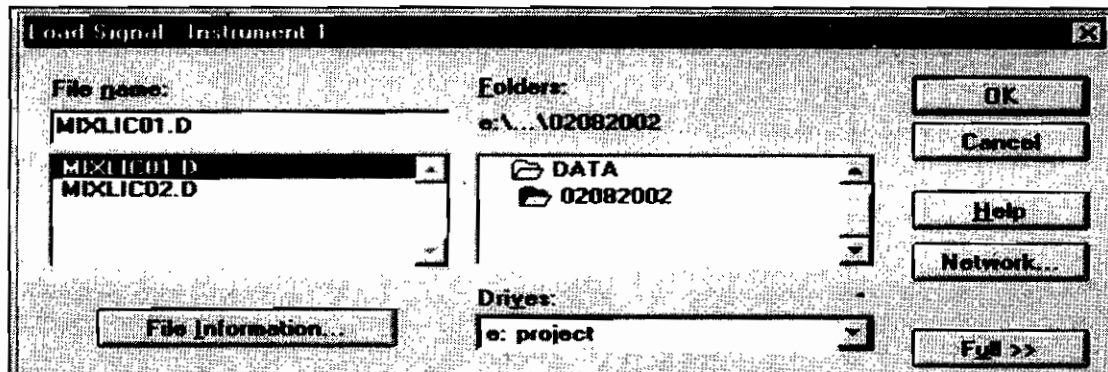 Load Signal Instrument 1
File name:
MIXLIC01.D
MIXLIC01.D
MIXLIC02.D
File Information...
Folders:
e:\...\02082002
DATA
02082002
Drives:
e: project
OK
Cancel
Help
Network...
Full >>